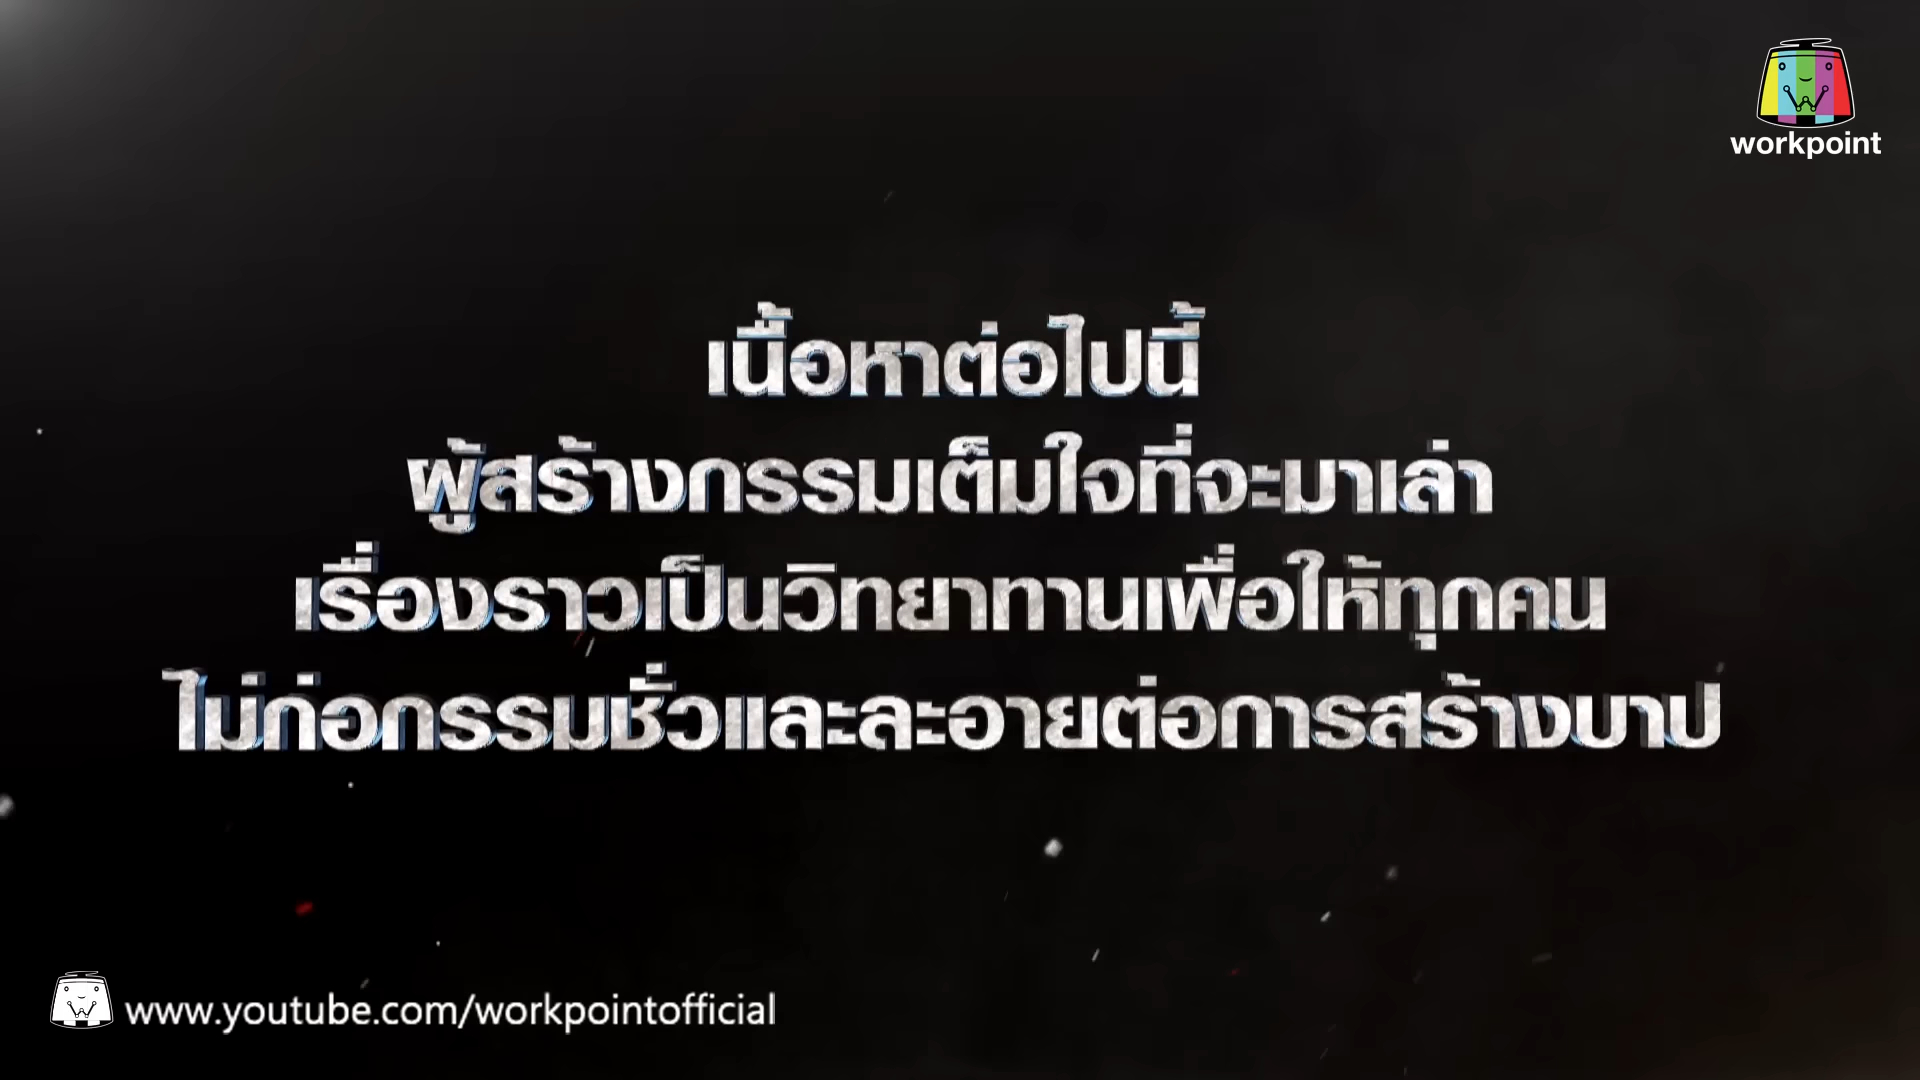 workpoint
เนื้อหาต่อไปนี้
ผู้สร้างกรรมเต็มใจที่จะมาเล่า
เรื่องราวเป็นวิทยาทานเพื่อให้ทุกคน
ไม่ก่อกรรมชั่วและละอายต่อการสร้างบาป
www.youtube.com/workpointofficial